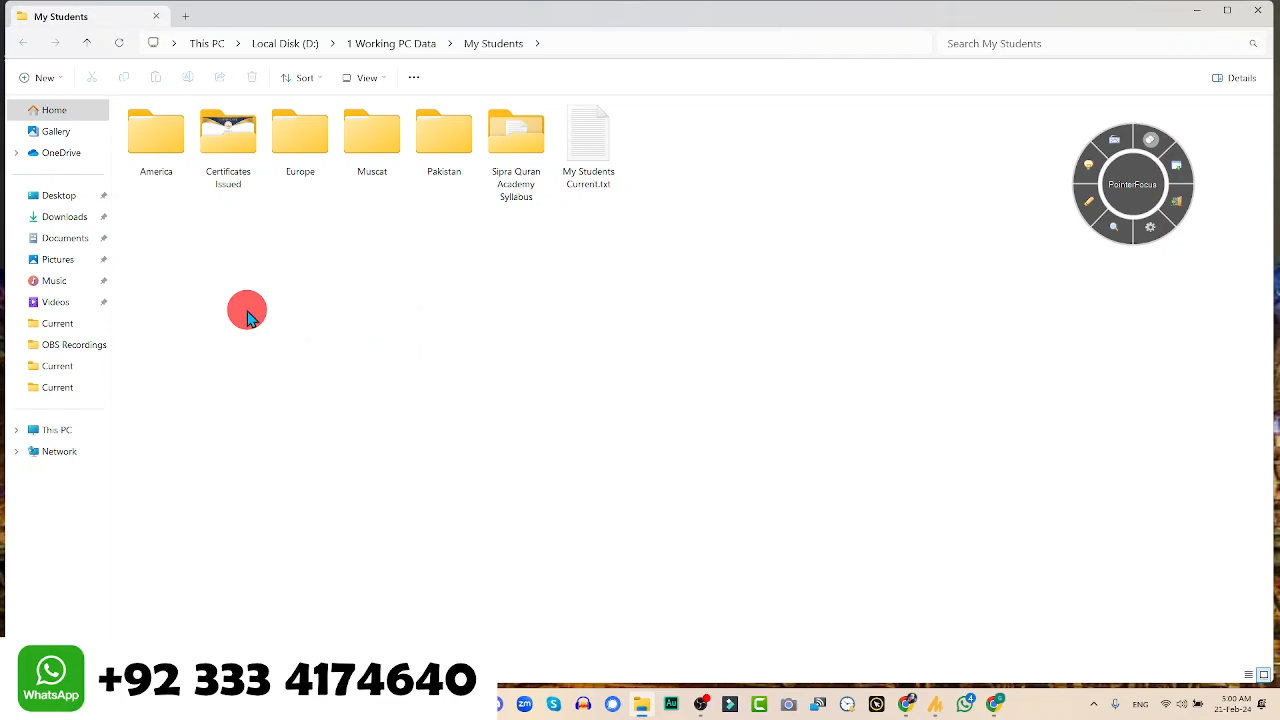 My Students
This PC > Local Disk (D:) > 1 Working PC Data > My Students >
Search My Students
New
Sort
View
Details
Home
Gallery
OneDrive
Desktop
Downloads
Documents
Pictures
Music
Videos
Current
OBS Recordings
Current
Current
This PC
Network
America
Certificates
Issued
Europe
Muscat
Pakistan
Sipra Quran
Academy
Syllabus
My Students
Current.txt
PointerFocus
WhatsApp
+92 333 4174640
zm
Au
4
ENG
5:00 AM
21-Feb-24